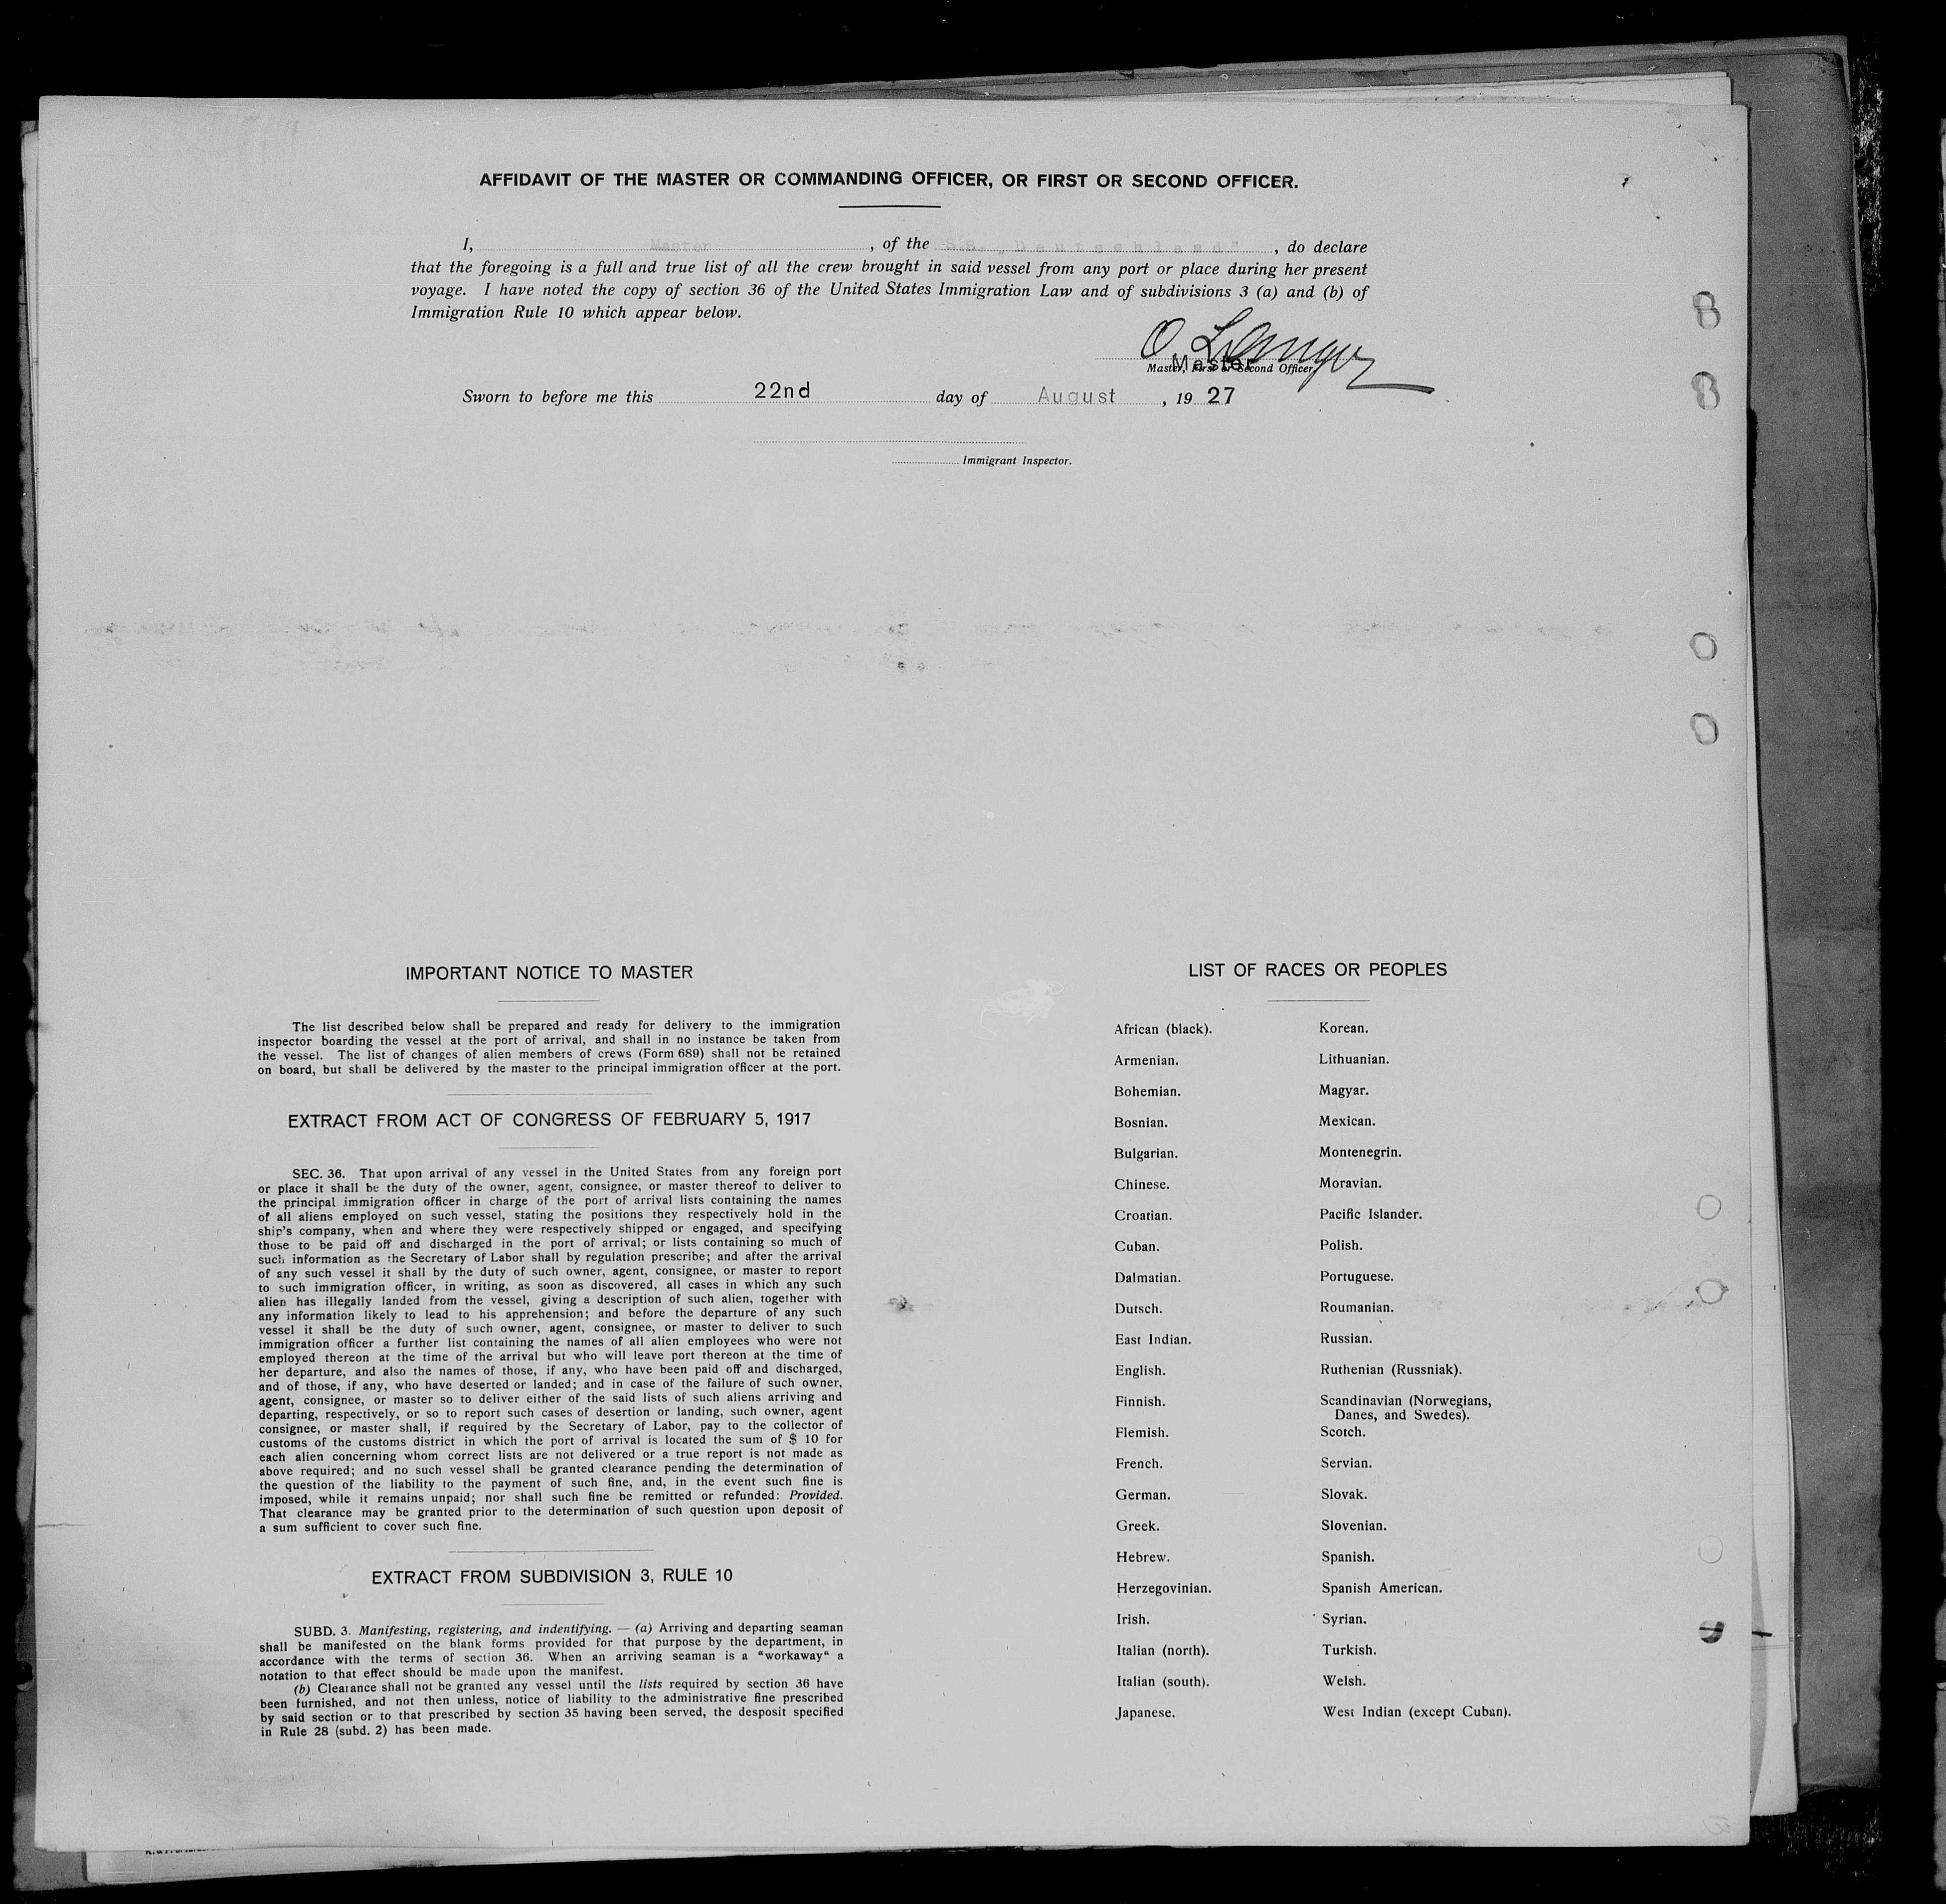 AFFIDAVIT OF THE MASTER OR COMMANDING OFFICER, OR FIRST OR SECOND OFFICER.
I, Master, of the S.S. "Deutschland", do declare
that the foregoing is a full and true list of all the crew brought in said vessel from any port or place during her present
voyage. I have noted the copy of section 36 of the United States Immigration Law and of subdivisions 3 (a) and (b) of
Immigration Rule 10 which appear below.
O.
Master
Master, First or Second Officer.
Sworn to before me this 22nd day of August, 1927
Immigrant Inspector.
IMPORTANT NOTICE TO MASTER
The list described below shall be prepared and ready for delivery to the immigration
inspector boarding the vessel at the port of arrival, and shall in no instance be taken from
the vessel. The list of changes of alien members of crews (Form 689) shall not be retained
on board, but shall be delivered by the master to the principal immigration officer at the port.
EXTRACT FROM ACT OF CONGRESS OF FEBRUARY 5, 1917
SEC. 36. That upon arrival of any vessel in the United States from any foreign port
or place it shall be the duty of the owner, agent, consignee, or master thereof to deliver to
the principal immigration officer in charge of the port of arrival lists containing the names
of all aliens employed on such vessel, stating the positions they respectively hold in the
ship's company, when and where they were respectively shipped or engaged, and specifying
those to be paid off and discharged in the port of arrival; or lists containing so much of
such information as the Secretary of Labor shall by regulation prescribe; and after the arrival
of any such vessel it shall by the duty of such owner, agent, consignee, or master to report
to such immigration officer, in writing, as soon as discovered, all cases in which any such
alien has illegally landed from the vessel, giving a description of such alien, together with
any information likely to lead to his apprehension; and before the departure of any such
vessel it shall be the duty of such owner, agent, consignee, or master to deliver to such
immigration officer a further list containing the names of all alien employees who were not
employed thereon at the time of the arrival but who will leave port thereon at the time of
her departure, and also the names of those, if any, who have been paid off and discharged,
and of those, if any, who have deserted or landed; and in case of the failure of such owner,
agent, consignee, or master so to deliver either of the said lists of such aliens arriving and
departing, respectively, or so to report such cases of desertion or landing, such owner, agent
consignee, or master shall, if required by the Secretary of Labor, pay to the collector of
customs of the customs district in which the port of arrival is located the sum of $ 10 for
each alien concerning whom correct lists are not delivered or a true report is not made as
above required; and no such vessel shall be granted clearance pending the determination of
the question of the liability to the payment of such fine, and, in the event such fine is
imposed, while it remains unpaid; nor shall such fine be remitted or refunded: Provided.
That clearance may be granted prior to the determination of such question upon deposit of
a sum sufficient to cover such fine.
EXTRACT FROM SUBDIVISION 3, RULE 10
SUBD. 3. Manifesting, registering, and indentifying. — (a) Arriving and departing seaman
shall be manifested on the blank forms provided for that purpose by the department, in
accordance with the terms of section 36. When an arriving seaman is a "workaway" a
notation to that effect should be made upon the manifest.
(b) Clearance shall not be granted any vessel until the lists required by section 36 have
been furnished, and not then unless, notice of liability to the administrative fine prescribed
by said section or to that prescribed by section 35 having been served, the desposit specified
in Rule 28 (subd. 2) has been made.
LIST OF RACES OR PEOPLES
African (black).
Armenian.
Bohemian.
Bosnian.
Bulgarian.
Chinese.
Croatian.
Cuban.
Dalmatian.
Dutsch.
East Indian.
English.
Finnish.
Flemish.
French.
German.
Greek.
Hebrew.
Herzegovinian.
Irish.
Italian (north).
Italian (south).
Japanese.
Korean.
Lithuanian.
Magyar.
Mexican.
Montenegrin.
Moravian.
Pacific Islander.
Polish.
Portuguese.
Roumanian.
Russian.
Ruthenian (Russniak).
Scandinavian (Norwegians,
Danes, and Swedes).
Scotch.
Servian.
Slovak.
Slovenian.
Spanish.
Spanish American.
Syrian.
Turkish.
Welsh.
West Indian (except Cuban).